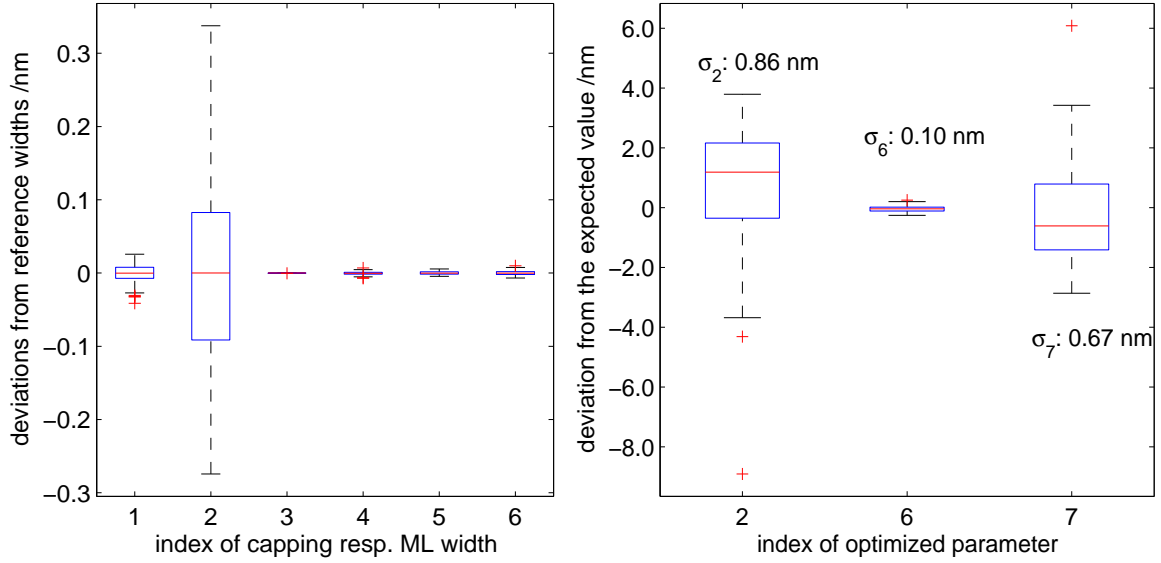 deviations from reference widths /nm
0.3
0.2
0.1
0
−0.1
−0.2
−0.3
1 2 3 4 5 6
index of capping resp. ML width
deviation from the expected value /nm
6.0
4.0
2.0
0
−2.0
−4.0
−6.0
−8.0
σ2: 0.86 nm
σ6: 0.10 nm
σ7: 0.67 nm
2 6 7
index of optimized parameter